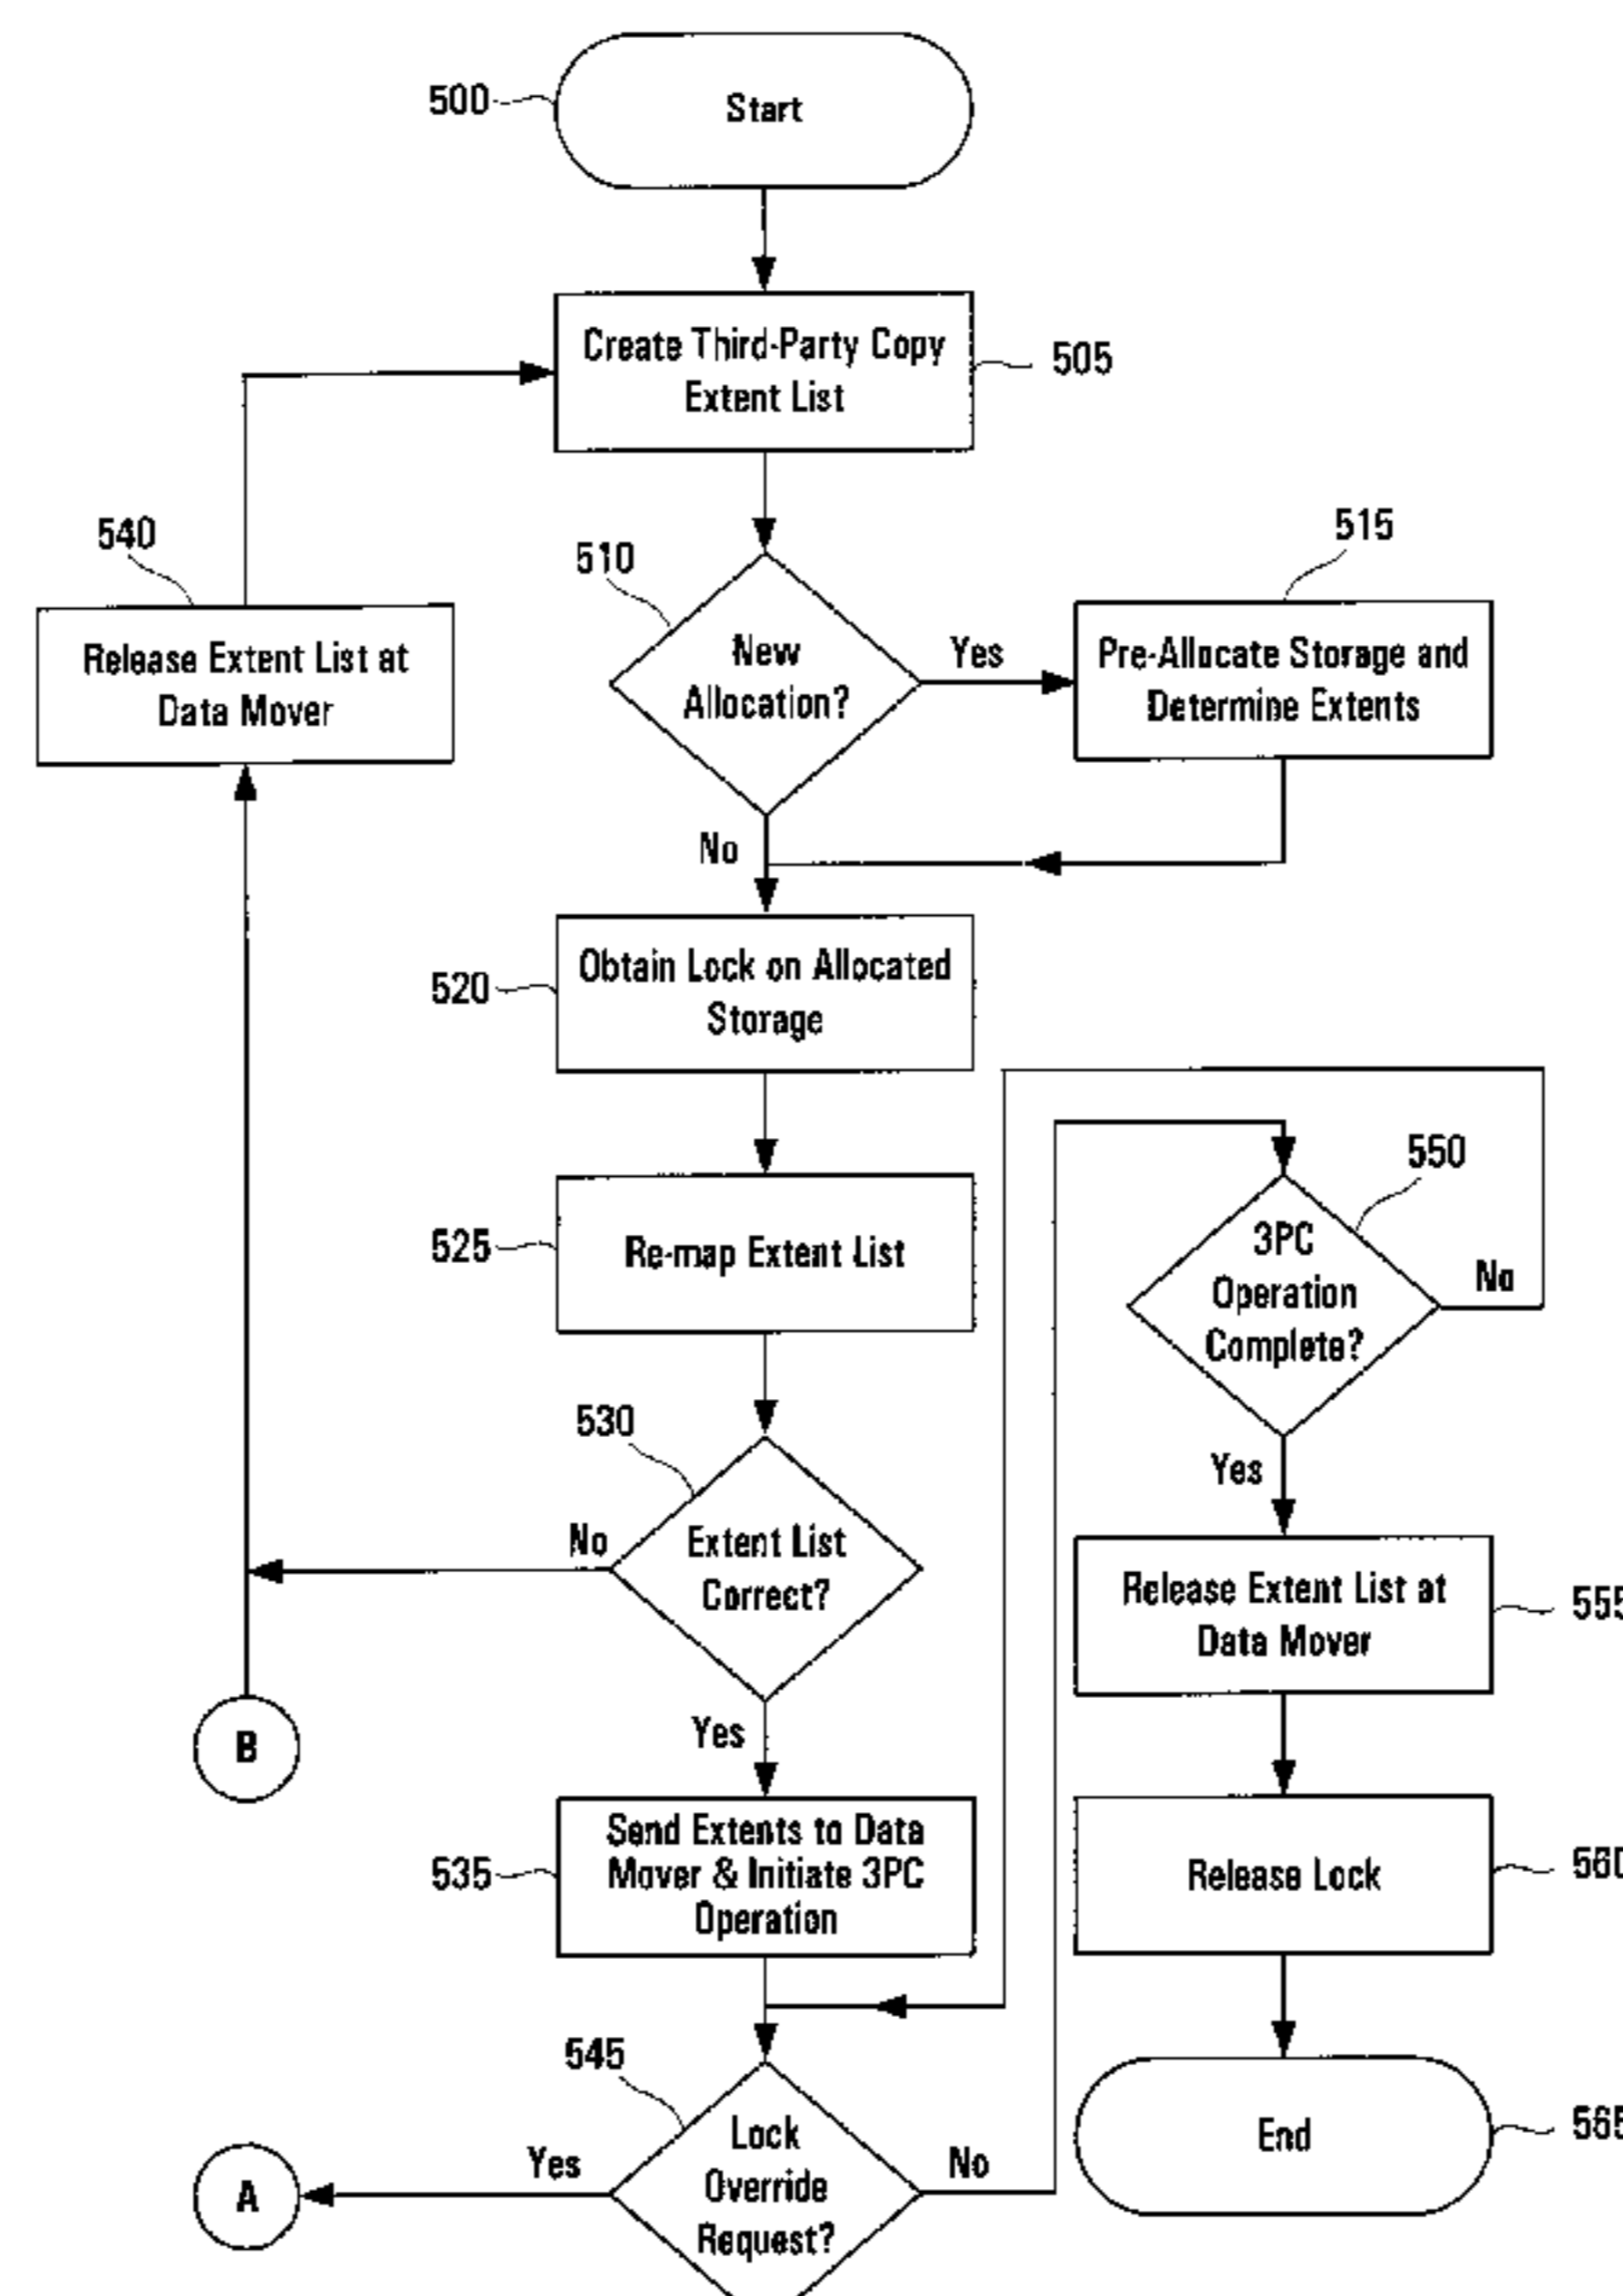 500
Start
Create Third-Party Copy
Extent List
505
540
Release Extent List at
Data Mover
510
New
Allocation?
Yes
No
515
Pre-Allocate Storage and
Determine Extents
520
Obtain Lock on Allocated
Storage
525
Re-map Extent List
530
Extent List
Correct?
No
Yes
B
535
Send Extents to Data
Mover & Initiate 3PC
Operation
545
Lock
Override
Request?
Yes
No
A
550
3PC
Operation
Complete?
No
Yes
Release Extent List at
Data Mover
555
Release Lock
560
End
565